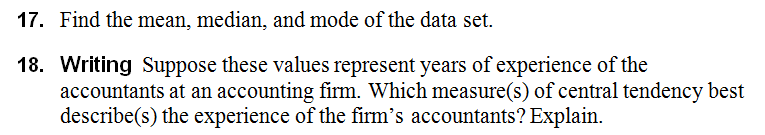 17. Find the mean, median, and mode of the data set.
18. Writing Suppose these values represent years of experience of the
accountants at an accounting firm. Which measure(s) of central tendency best
describe(s) the experience of the firm's accountants? Explain.